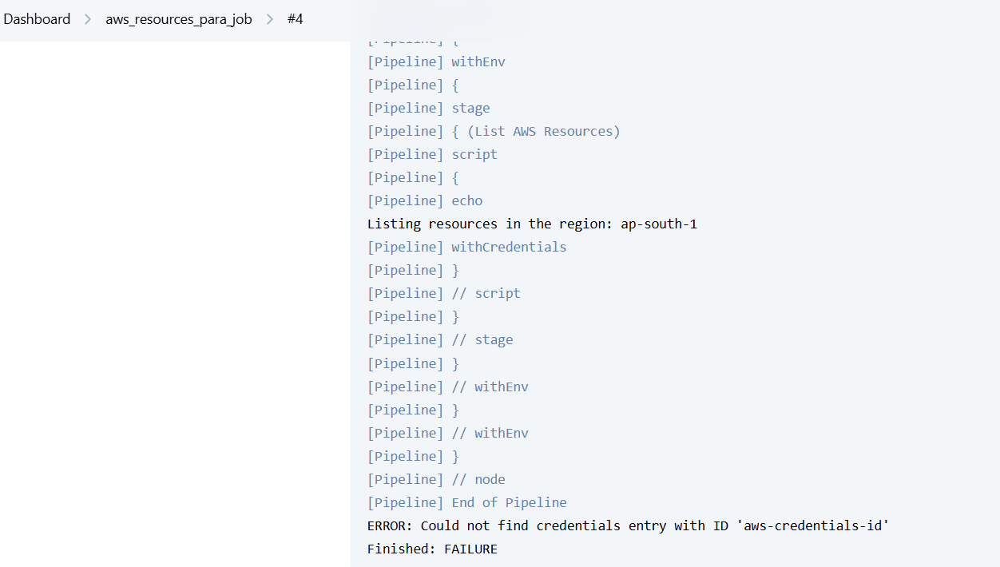 Dashboard > aws_resources_para_job > #4
[Pipeline] {
[Pipeline] withEnv
[Pipeline] {
[Pipeline] stage
[Pipeline] { (List AWS Resources)
[Pipeline] script
[Pipeline] {
[Pipeline] echo
Listing resources in the region: ap-south-1
[Pipeline] withCredentials
[Pipeline] }
[Pipeline] // script
[Pipeline] }
[Pipeline] // stage
[Pipeline] }
[Pipeline] // withEnv
[Pipeline] }
[Pipeline] // withEnv
[Pipeline] }
[Pipeline] // node
[Pipeline] End of Pipeline
ERROR: Could not find credentials entry with ID 'aws-credentials-id'
Finished: FAILURE